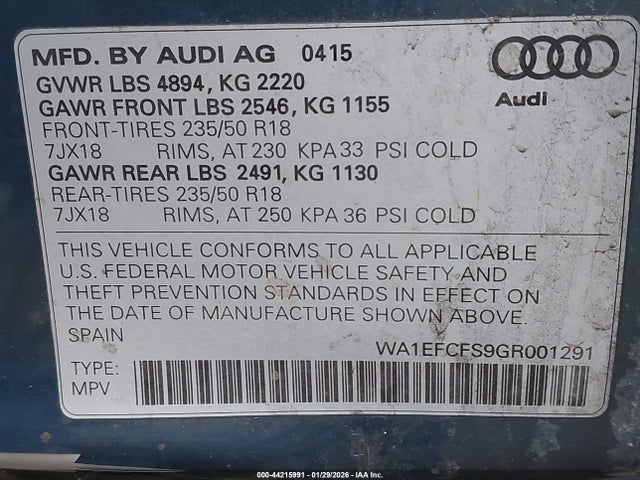 MFD. BY AUDI AG 0415
GVWR LBS 4894, KG 2220
GAWR FRONT LBS 2546, KG 1155
FRONT-TIRES 235/50 R18
7JX18 RIMS, AT 230 KPA 33 PSI COLD
GAWR REAR LBS 2491, KG 1130
REAR-TIRES 235/50 R18
7JX18 RIMS, AT 250 KPA 36 PSI COLD
Audi
THIS VEHICLE CONFORMS TO ALL APPLICABLE
U.S. FEDERAL MOTOR VEHICLE SAFETY AND
THEFT PREVENTION STANDARDS IN EFFECT ON
THE DATE OF MANUFACTURE SHOWN ABOVE.
SPAIN
WA1EFCFS9GR001291
TYPE:
MPV
000-44215991 - 01/29/2026 - IAA Inc.